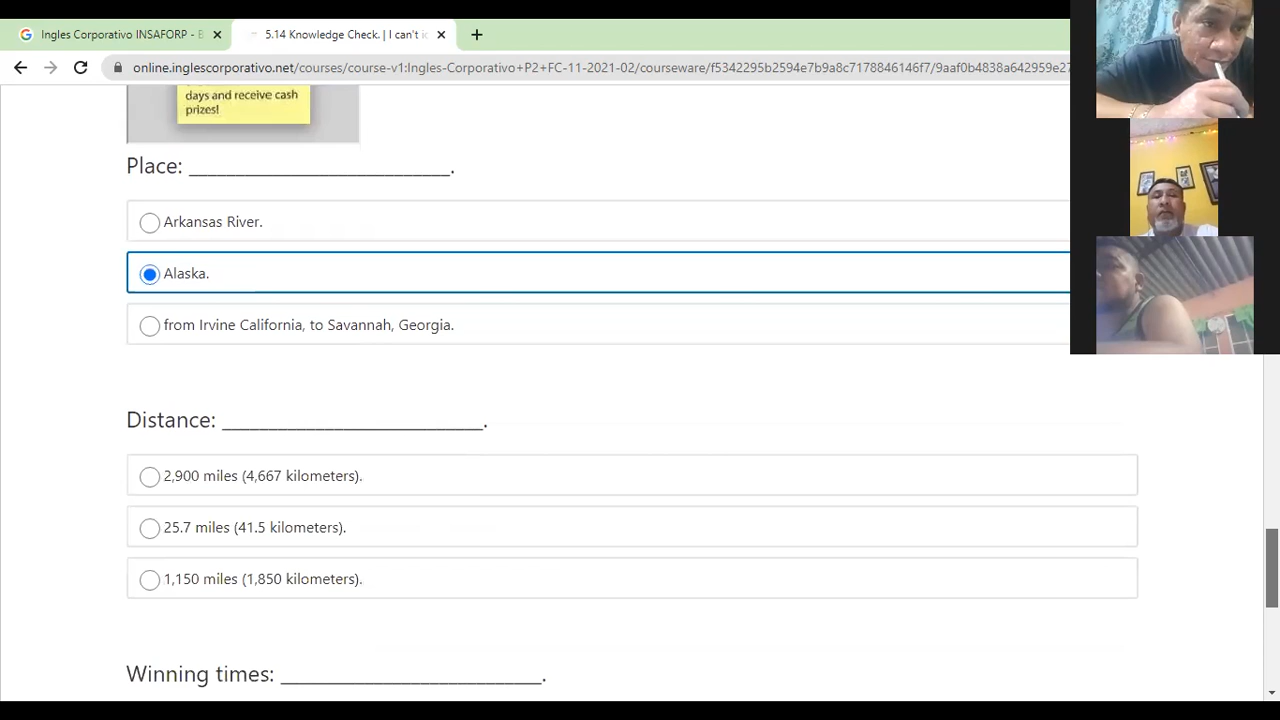 Ingles Corporativo INSAFORP - B
5.14 Knowledge Check. | I can't i
online.inglescorporativo.net/courses/course-v1:Ingles-Corporativo+P2+FC-11-2021-02/courseware/f5342295b2594e7b9a8c7178846146f7/9aaf0b4838a642959e27
days and receive cash
prizes!
Place: ____________________________.
Arkansas River.
Alaska.
from Irvine California, to Savannah, Georgia.
Distance: ____________________________.
2,900 miles (4,667 kilometers).
25.7 miles (41.5 kilometers).
1,150 miles (1,850 kilometers).
Winning times: ____________________________.